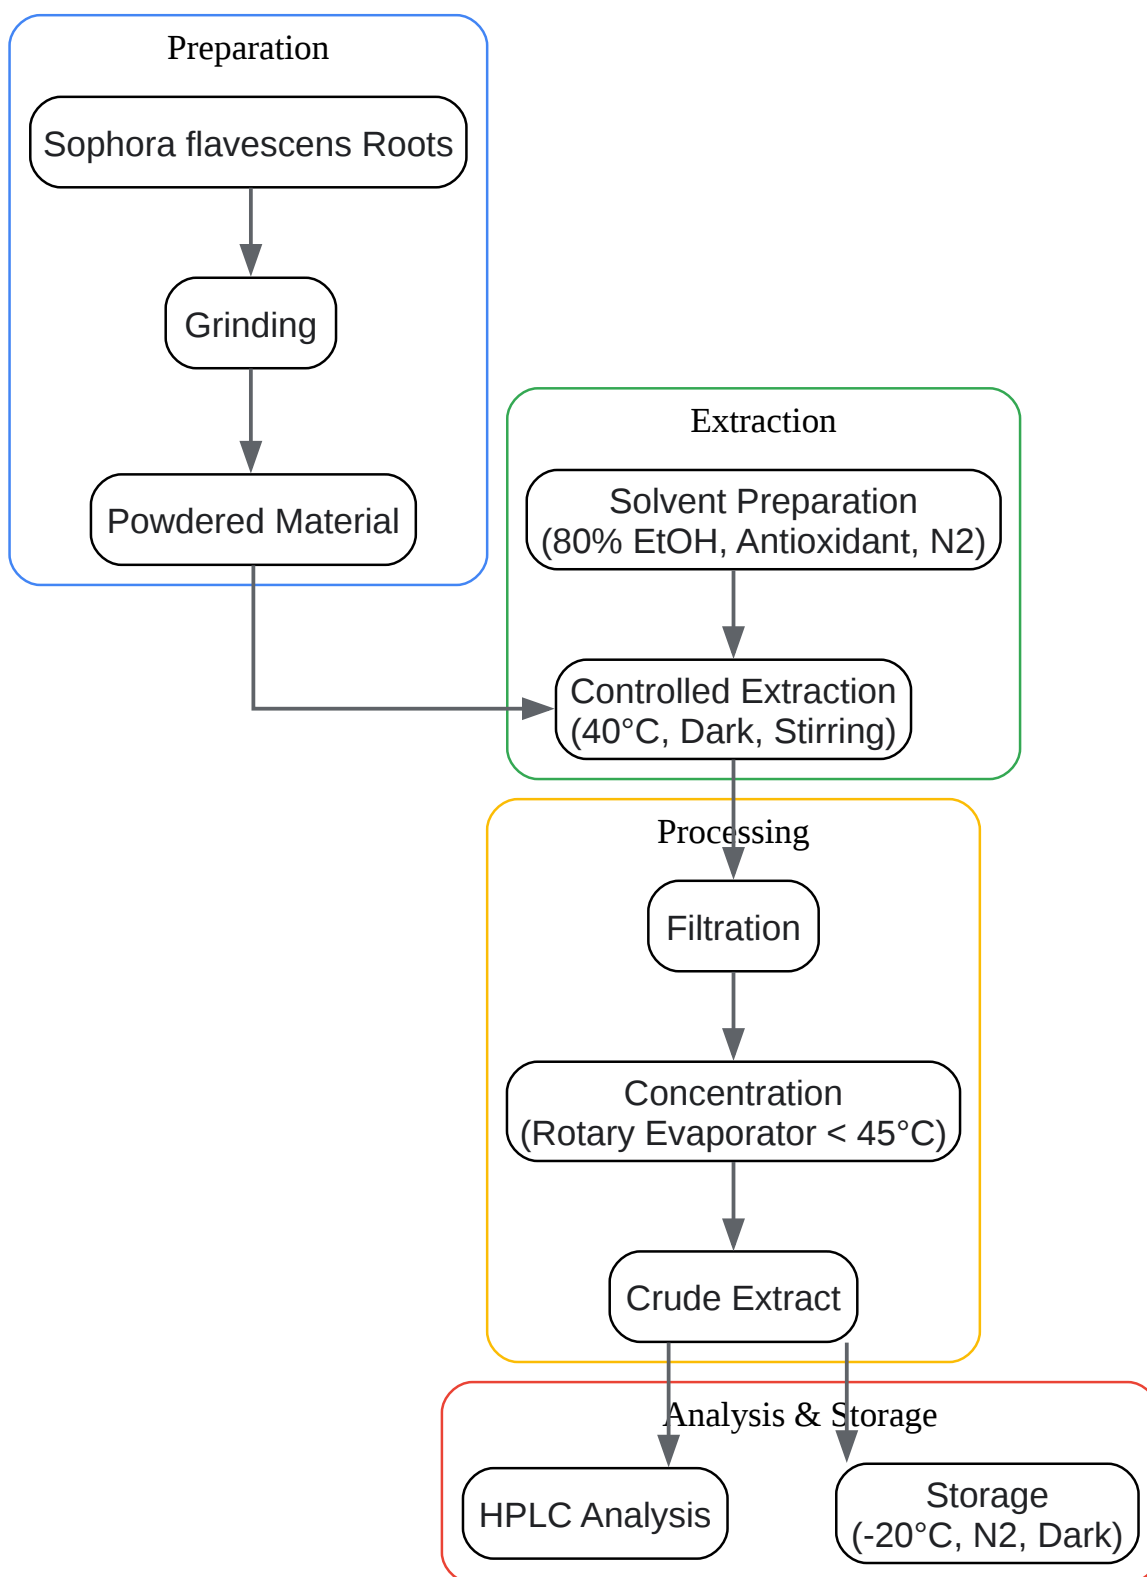 Preparation
Sophora flavescens Roots
Grinding
Powdered Material
Extraction
Solvent Preparation
(80% EtOH, Antioxidant, N2)
Controlled Extraction
(40°C, Dark, Stirring)
Processing
Filtration
Concentration
(Rotary Evaporator < 45°C)
Crude Extract
Analysis & Storage
HPLC Analysis
Storage
(-20°C, N2, Dark)